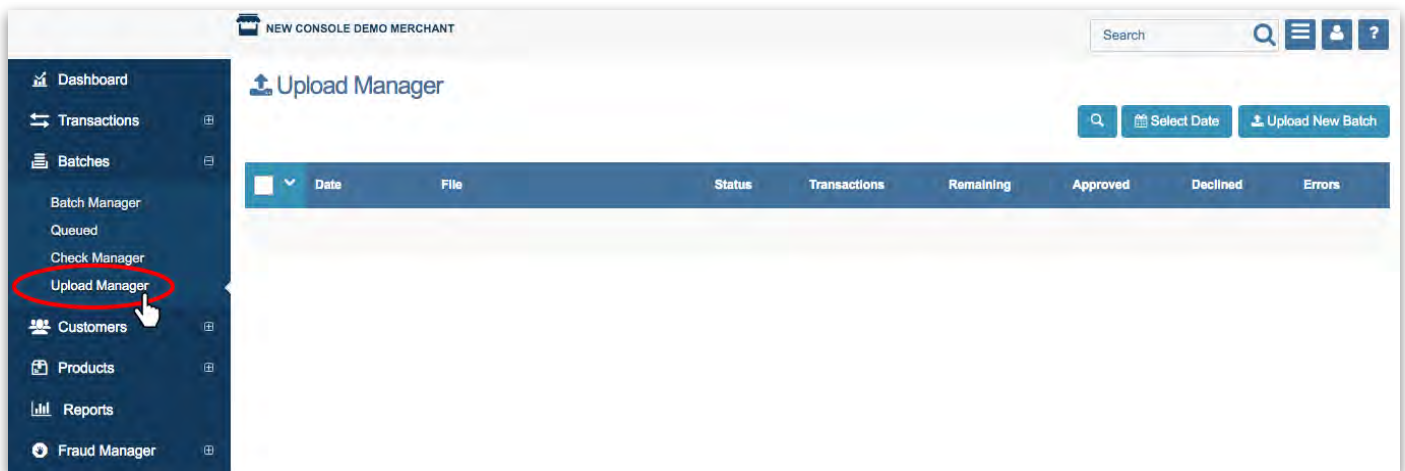 NEW CONSOLE DEMO MERCHANT
Search
?
Dashboard
Upload Manager
Transactions
Select Date
Upload New Batch
Batches
Date File Status Transactions Remaining Approved Declined Errors
Batch Manager
Queued
Check Manager
Upload Manager
Customers
Products
Reports
Fraud Manager